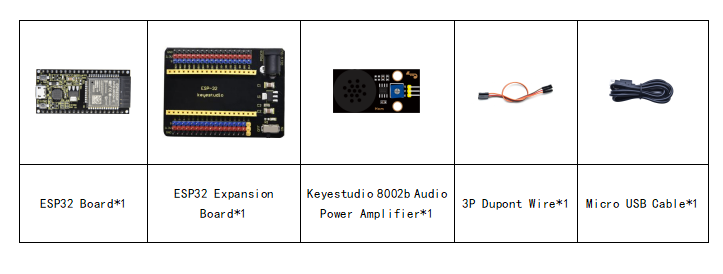 ESP-32
keyestudio
ESP32 Board*1
ESP32 Expansion
Board*1
Keyestudio 8002b Audio
Power Amplifier*1
3P Dupont Wire*1
Micro USB Cable*1